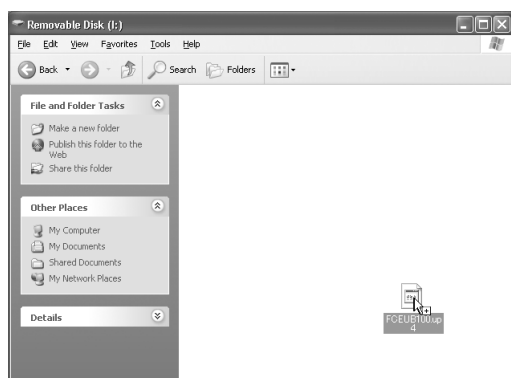 Removable Disk (I:)
File Edit View Favorites Tools Help
Back Search Folders
File and Folder Tasks
Make a new folder
Publish this folder to the
Web
Share this folder
Other Places
My Computer
My Documents
Shared Documents
My Network Places
Details
FCEUB100.up
4